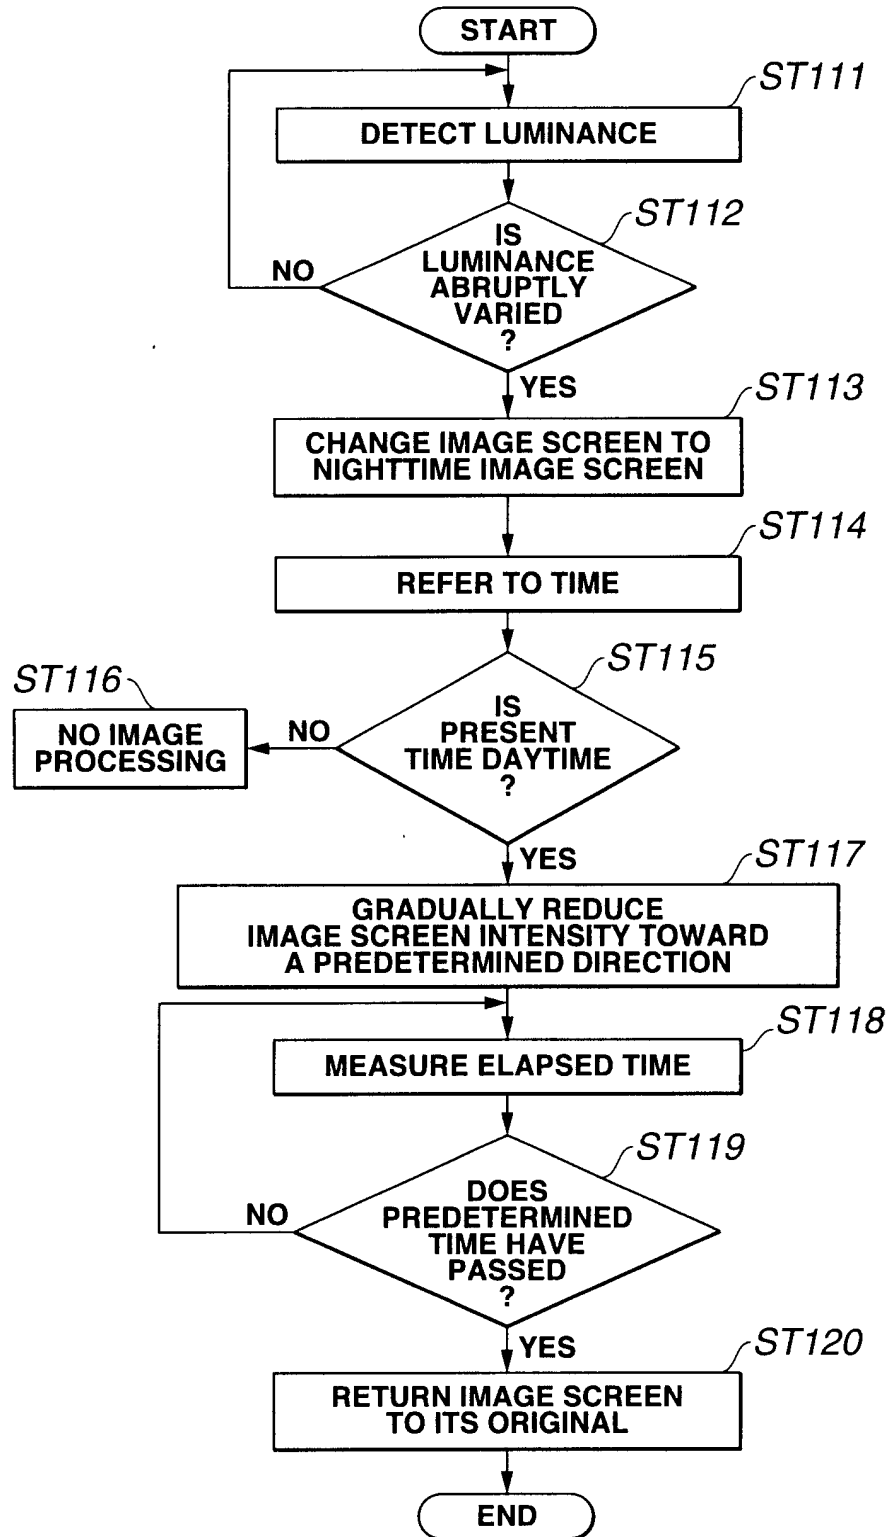 START
ST111
DETECT LUMINANCE
ST112
IS
LUMINANCE
ABRUPTLY
VARIED
?
NO
YES
ST113
CHANGE IMAGE SCREEN TO
NIGHTTIME IMAGE SCREEN
ST114
REFER TO TIME
ST115
IS
PRESENT
TIME DAYTIME
?
NO
ST116
NO IMAGE
PROCESSING
YES
ST117
GRADUALLY REDUCE
IMAGE SCREEN INTENSITY TOWARD
A PREDETERMINED DIRECTION
ST118
MEASURE ELAPSED TIME
ST119
DOES
PREDETERMINED
TIME HAVE
PASSED
?
NO
YES
ST120
RETURN IMAGE SCREEN
TO ITS ORIGINAL
END